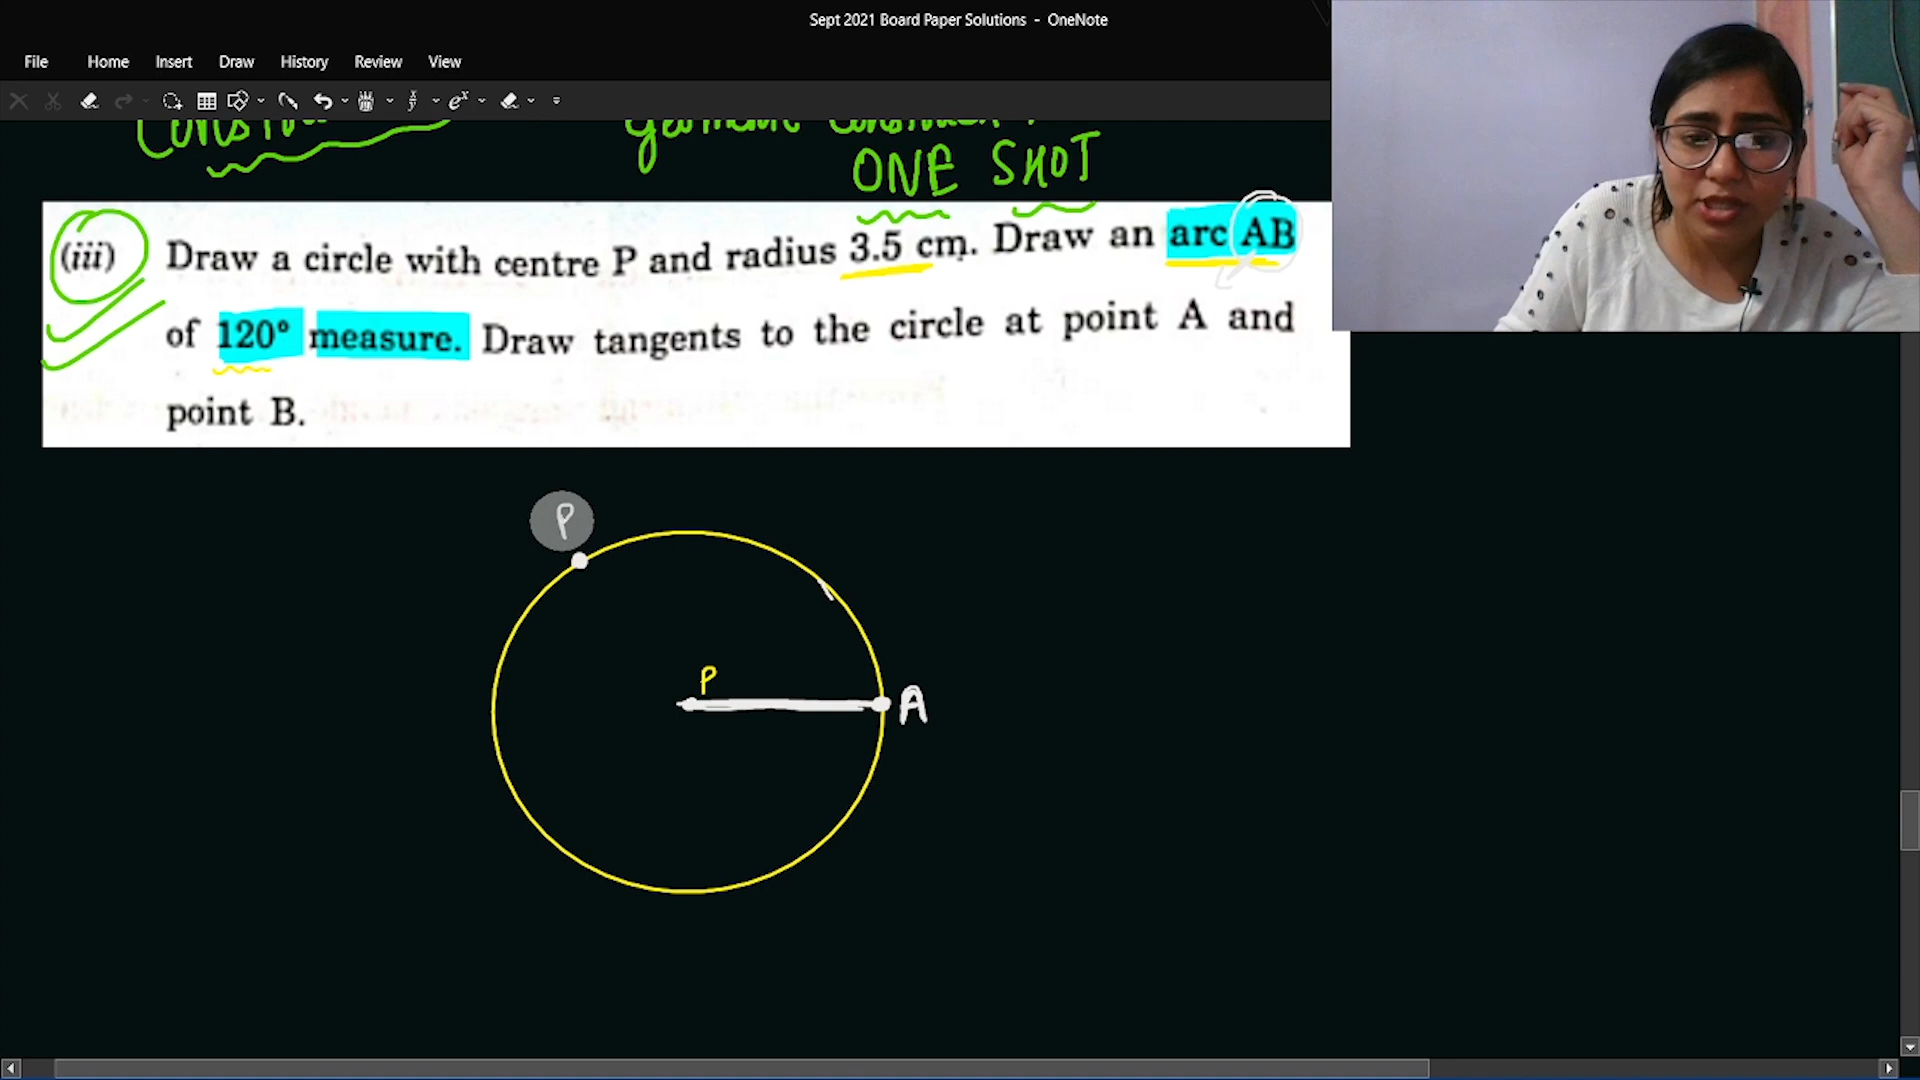 Sept 2021 Board Paper Solutions - OneNote
File Home Insert Draw History Review View
ONE SHOT
(iii) Draw a circle with centre P and radius 3.5 cm. Draw an arc AB
of 120° measure. Draw tangents to the circle at point A and
point B.
P
P
A